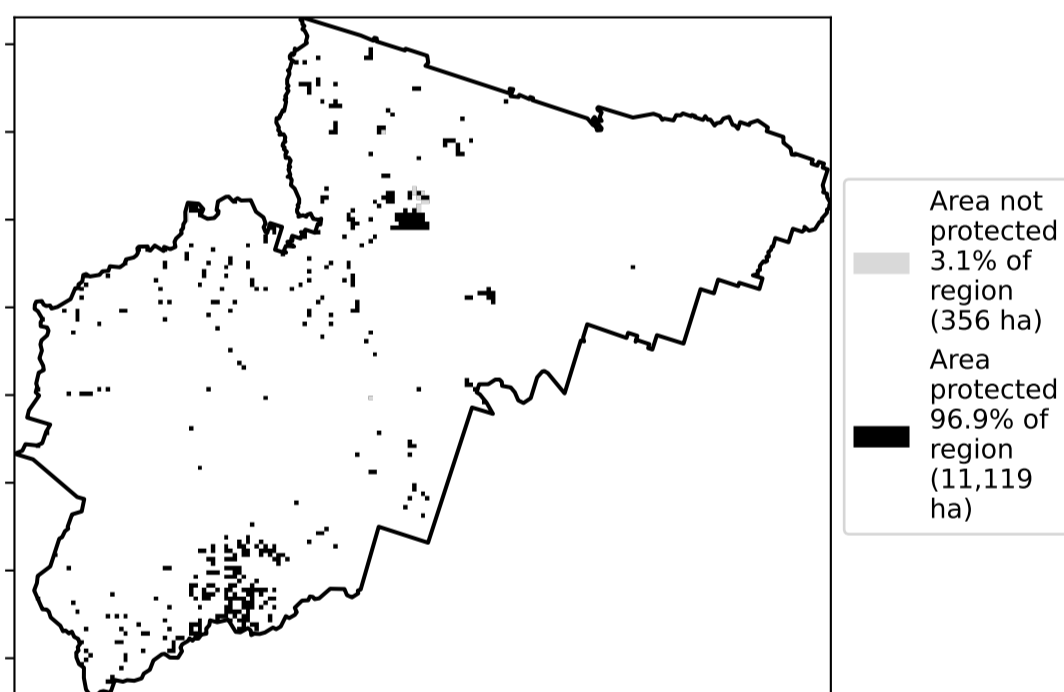 Area not
protected
3.1% of
region
(356 ha)
Area
protected
96.9% of
region
(11,119
ha)